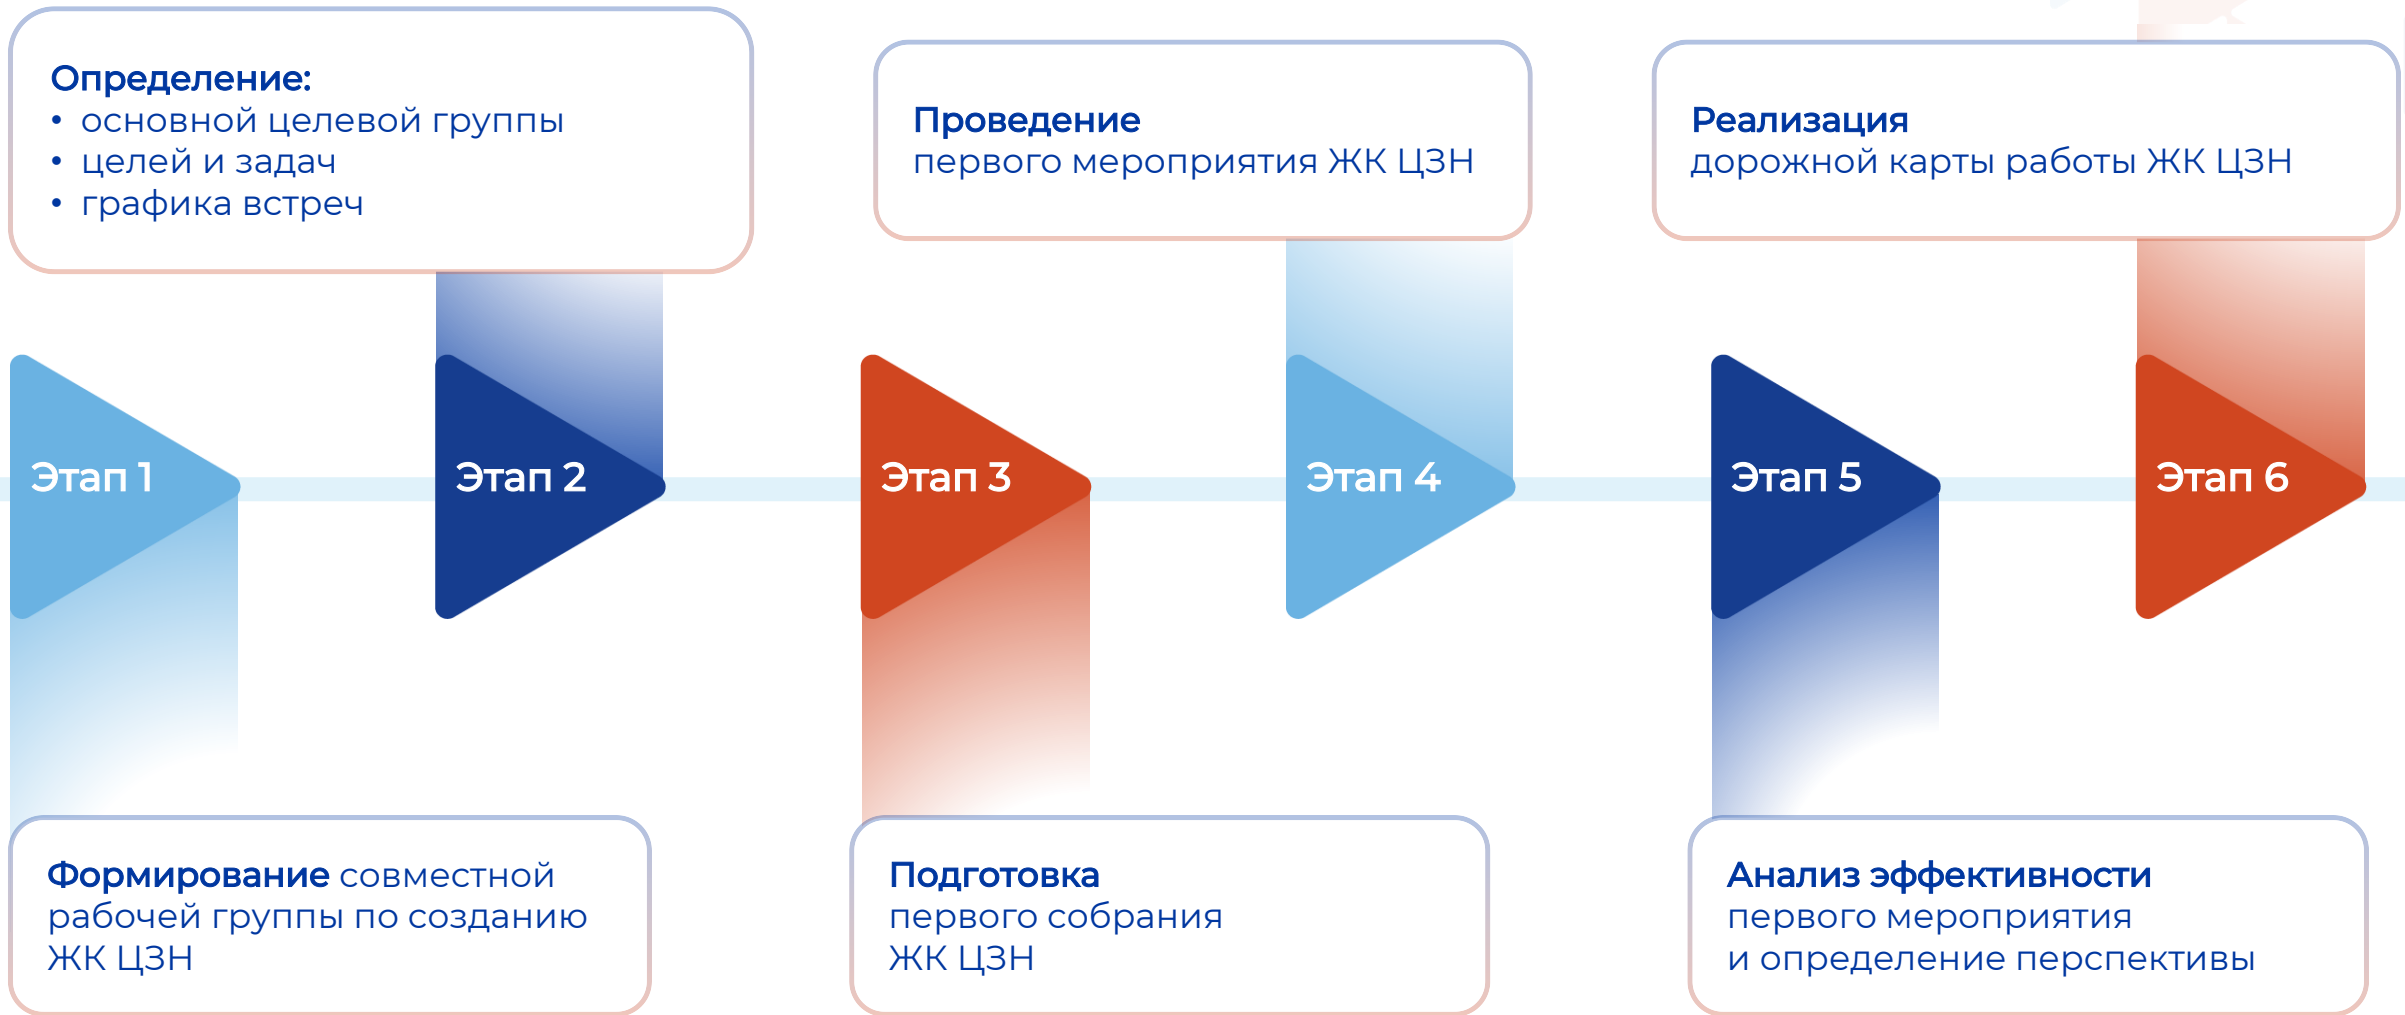 Определение:
• основной целевой группы
• целей и задач
• графика встреч
Проведение
первого мероприятия ЖК ЦЗН
Реализация
дорожной карты работы ЖК ЦЗН
Этап 1
Этап 2
Этап 3
Этап 4
Этап 5
Этап 6
Формирование совместной
рабочей группы по созданию
ЖК ЦЗН
Подготовка
первого собрания
ЖК ЦЗН
Анализ эффективности
первого мероприятия
и определение перспективы